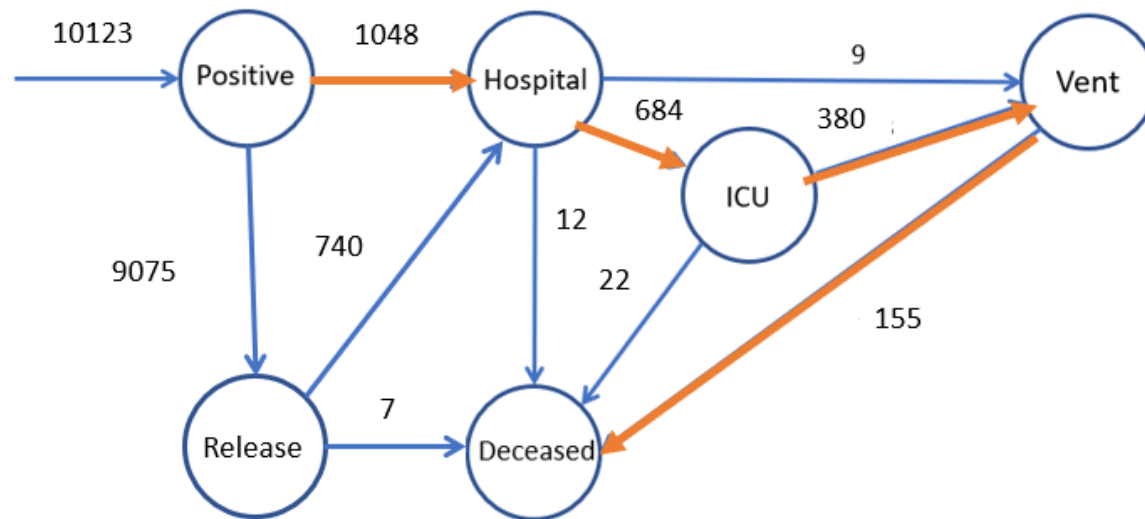 10123
1048
Positive
Hospital
9
Vent
684
380
ICU
12
740
22
9075
155
7
Release
Deceased